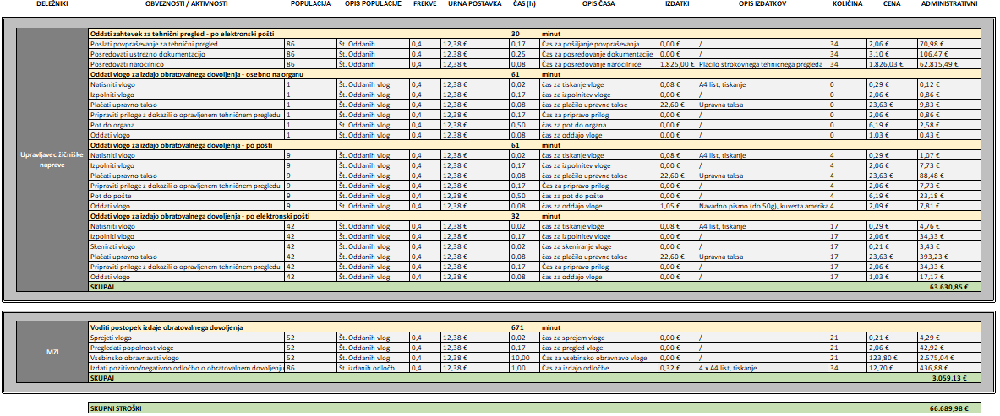 DELEŽNIKI OBVEZNOSTI / AKTIVNOSTI POPULACIJA OPIS POPULACIJE FREKVE URNA POSTAVKA ČAS (h) OPIS ČASA IZDATKI OPIS IZDATKOV KOLIČINA CENA ADMINISTRATIVNI
Upravljavec žičniške
naprave
Oddati zahtevek za tehnični pregled - po elektronski pošti 30 minut
Poslati povpraševanje za tehnični pregled 86 Št. Oddanih 0,4 12,38 € 0,17 Čas za pošiljanje povpraševanja 0,00 € / 34 2,06 € 70,98 €
Posredovati ustrezno dokumentacijo 86 Št. Oddanih 0,4 12,38 € 0,25 Čas za posredovanje dokumentacije 0,00 € / 34 3,10 € 106,47 €
Posredovati naročilnico 86 Št. Oddanih 0,4 12,38 € 0,08 Čas za posredovanje naročilnice 1.825,00 € Plačilo strokovnega tehničnega pregleda 34 1.826,03 € 62.815,49 €
Oddati vlogo za izdajo obratovalnega dovoljenja - osebno na organu 61 minut
Natisniti vlogo 1 Št. Oddanih vlog 0,4 12,38 € 0,02 čas za tiskanje vloge 0,08 € A4 list, tiskanje 0 0,29 € 0,12 €
Izpolniti vlogo 1 Št. Oddanih vlog 0,4 12,38 € 0,17 čas za izpolnitev vloge 0,00 € / 0 2,06 € 0,86 €
Plačati upravno takso 1 Št. Oddanih vlog 0,4 12,38 € 0,08 čas za plačilo upravne takse 22,60 € Upravna taksa 0 23,63 € 9,83 €
Pripraviti priloge z dokazili o opravljenem tehničnem pregledu 1 Št. Oddanih vlog 0,4 12,38 € 0,17 Čas za pripravo prilog 0,00 € / 0 2,06 € 0,86 €
Pot do organa 1 Št. Oddanih vlog 0,4 12,38 € 0,50 čas za pot do organa 0,00 € / 0 6,19 € 2,58 €
Oddati vlogo 1 Št. Oddanih vlog 0,4 12,38 € 0,08 čas za oddajo vloge 0,00 € / 0 1,03 € 0,43 €
Oddati vlogo za izdajo obratovalnega dovoljenja - po pošti 61 minut
Natisniti vlogo 9 Št. Oddanih vlog 0,4 12,38 € 0,02 čas za tiskanje vloge 0,08 € A4 list, tiskanje 4 0,29 € 1,07 €
Izpolniti vlogo 9 Št. Oddanih vlog 0,4 12,38 € 0,17 čas za izpolnitev vloge 0,00 € / 4 2,06 € 7,73 €
Plačati upravno takso 9 Št. Oddanih vlog 0,4 12,38 € 0,08 čas za plačilo upravne takse 22,60 € Upravna taksa 4 23,63 € 88,48 €
Pripraviti priloge z dokazili o opravljenem tehničnem pregledu 9 Št. Oddanih vlog 0,4 12,38 € 0,17 Čas za pripravo prilog 0,00 € / 4 2,06 € 7,73 €
Pot do pošte 9 Št. Oddanih vlog 0,4 12,38 € 0,50 čas za pot do pošte 0,00 € / 4 6,19 € 23,18 €
Oddati vlogo 9 Št. Oddanih vlog 0,4 12,38 € 0,08 čas za oddajo vloge 1,05 € Navadno pismo (do 50g), kuverta amerika 4 2,09 € 7,81 €
Oddati vlogo za izdajo obratovalnega dovoljenja - po elektronski pošti 32 minut
Natisniti vlogo 42 Št. Oddanih vlog 0,4 12,38 € 0,02 čas za tiskanje vloge 0,08 € A4 list, tiskanje 17 0,29 € 4,76 €
Izpolniti vlogo 42 Št. Oddanih vlog 0,4 12,38 € 0,17 čas za izpolnitev vloge 0,00 € / 17 2,06 € 34,33 €
Skenirati vlogo 42 Št. Oddanih vlog 0,4 12,38 € 0,02 čas za skeniranje vloge 0,00 € / 17 0,21 € 3,43 €
Plačati upravno takso 42 Št. Oddanih vlog 0,4 12,38 € 0,08 čas za plačilo upravne takse 22,60 € Upravna taksa 17 23,63 € 393,23 €
Pripraviti priloge z dokazili o opravljenem tehničnem pregledu 42 Št. Oddanih vlog 0,4 12,38 € 0,17 Čas za pripravo prilog 0,00 € / 17 2,06 € 34,33 €
Oddati vlogo 42 Št. Oddanih vlog 0,4 12,38 € 0,08 čas za oddajo vloge 0,00 € / 17 1,03 € 17,17 €
SKUPAJ 63.630,85 €
MZI
Voditi postopek izdaje obratovalnega dovoljenja 671 minut
Sprejeti vlogo 52 Št. Oddanih vlog 0,4 12,38 € 0,02 čas za sprejem vloge 0,00 € / 21 0,21 € 4,29 €
Pregledati popolnost vloge 52 Št. Oddanih vlog 0,4 12,38 € 0,17 čas za pregled vloge 0,00 € / 21 2,06 € 42,92 €
Vsebinsko obravnavati vlogo 52 Št. Oddanih vlog 0,4 12,38 € 10,00 Čas za vsebinsko obravnavo vloge 0,00 € / 21 123,80 € 2.575,04 €
Izdati pozitivno/negativno odločbo o obratovalnem dovoljenju 86 Št. izdanih odločb 0,4 12,38 € 1,00 Čas za izdajo odločbe 0,32 € 4 x A4 list, tiskanje 34 12,70 € 436,88 €
SKUPAJ 3.059,13 €
SKUPNI STROŠKI 66.689,98 €